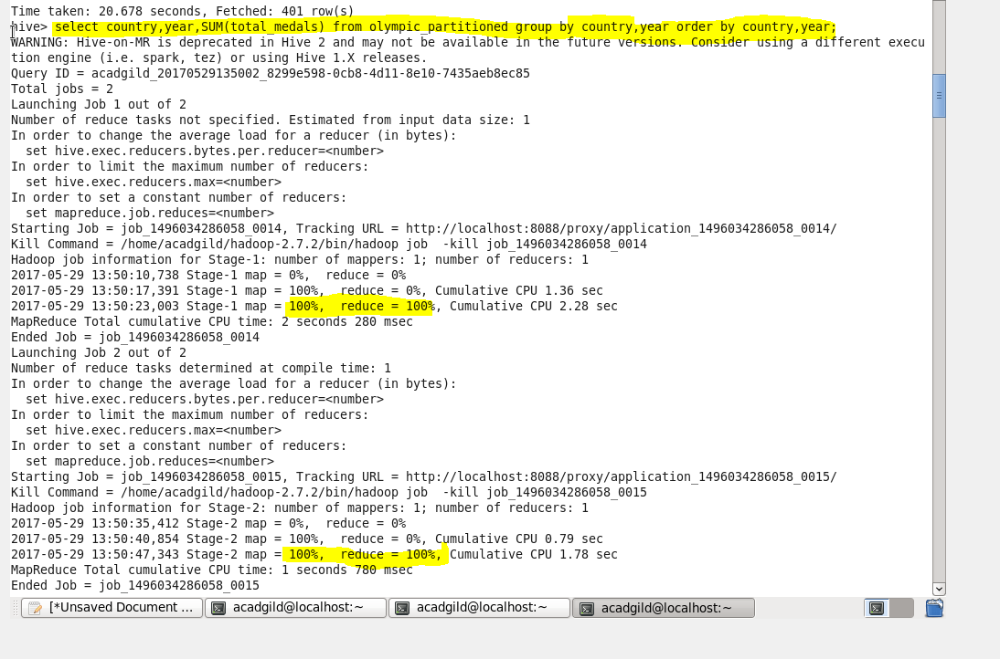 Time taken: 20.678 seconds, Fetched: 401 row(s)
hive> select country,year,SUM(total_medals) from olympic_partitioned group by country,year order by country,year;
WARNING: Hive-on-MR is deprecated in Hive 2 and may not be available in the future versions. Consider using a different execu
tion engine (i.e. spark, tez) or using Hive 1.X releases.
Query ID = acadgild_20170529135002_8299e598-0cb8-4d11-8e10-7435aeb8ec85
Total jobs = 2
Launching Job 1 out of 2
Number of reduce tasks not specified. Estimated from input data size: 1
In order to change the average load for a reducer (in bytes):
  set hive.exec.reducers.bytes.per.reducer=<number>
In order to limit the maximum number of reducers:
  set hive.exec.reducers.max=<number>
In order to set a constant number of reducers:
  set mapreduce.job.reduces=<number>
Starting Job = job_1496034286058_0014, Tracking URL = http://localhost:8088/proxy/application_1496034286058_0014/
Kill Command = /home/acadgild/hadoop-2.7.2/bin/hadoop job  -kill job_1496034286058_0014
Hadoop job information for Stage-1: number of mappers: 1; number of reducers: 1
2017-05-29 13:50:10,738 Stage-1 map = 0%,  reduce = 0%
2017-05-29 13:50:17,391 Stage-1 map = 100%,  reduce = 0%, Cumulative CPU 1.36 sec
2017-05-29 13:50:23,003 Stage-1 map = 100%,  reduce = 100%, Cumulative CPU 2.28 sec
MapReduce Total cumulative CPU time: 2 seconds 280 msec
Ended Job = job_1496034286058_0014
Launching Job 2 out of 2
Number of reduce tasks determined at compile time: 1
In order to change the average load for a reducer (in bytes):
  set hive.exec.reducers.bytes.per.reducer=<number>
In order to limit the maximum number of reducers:
  set hive.exec.reducers.max=<number>
In order to set a constant number of reducers:
  set mapreduce.job.reduces=<number>
Starting Job = job_1496034286058_0015, Tracking URL = http://localhost:8088/proxy/application_1496034286058_0015/
Kill Command = /home/acadgild/hadoop-2.7.2/bin/hadoop job  -kill job_1496034286058_0015
Hadoop job information for Stage-2: number of mappers: 1; number of reducers: 1
2017-05-29 13:50:35,412 Stage-2 map = 0%,  reduce = 0%
2017-05-29 13:50:40,854 Stage-2 map = 100%,  reduce = 0%, Cumulative CPU 0.79 sec
2017-05-29 13:50:47,343 Stage-2 map = 100%,  reduce = 100%, Cumulative CPU 1.78 sec
MapReduce Total cumulative CPU time: 1 seconds 780 msec
Ended Job = job_1496034286058_0015
[*Unsaved Document ... acadgild@localhost:~ acadgild@localhost:~ acadgild@localhost:~